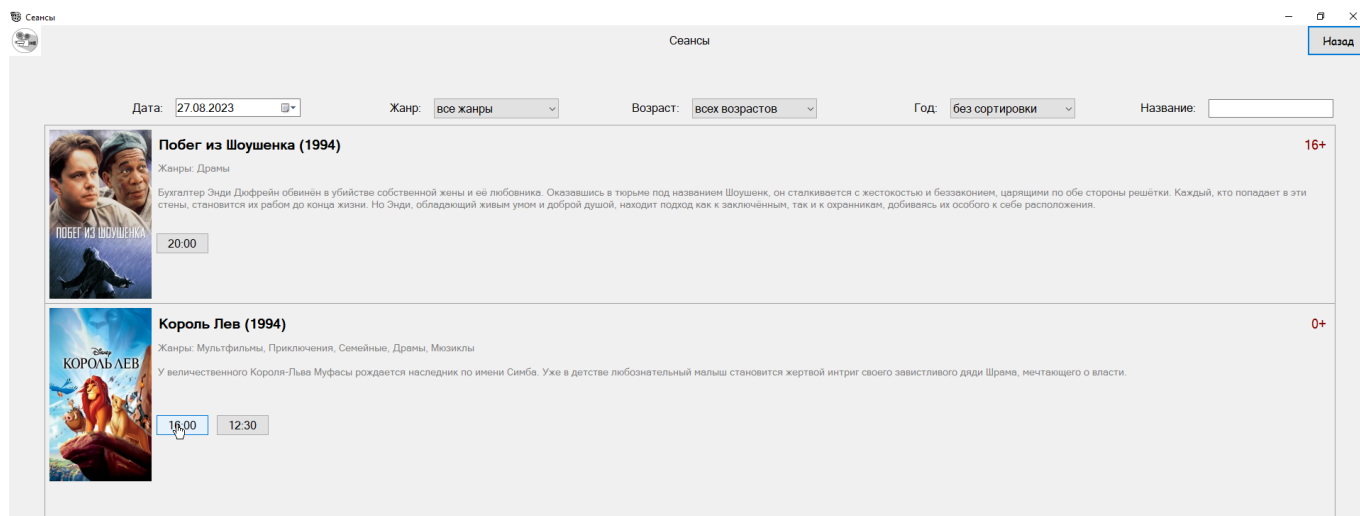 Сеансы
Сеансы
Назад
Дата: 27.08.2023 Жанр: все жанры Возраст: всех возрастов Год: без сортировки Название:
Побег из Шоушенка (1994) 16+
Жанры: Драмы
Бухгалтер Энди Дюфрейн обвинён в убийстве собственной жены и её любовника. Оказавшись в тюрьме под названием Шоушенк, он сталкивается с жестокостью и беззаконием, царящими по обе стороны решётки. Каждый, кто попадает в эти
стены, становится их рабом до конца жизни. Но Энди, обладающий живым умом и доброй душой, находит подход как к заключённым, так и к охранникам, добиваясь их особого к себе расположения.
ПОБЕГ ИЗ ШОУШЕНКА
20:00
Король Лев (1994) 0+
Жанры: Мультфильмы, Приключения, Семейные, Драмы, Мюзиклы
Disney
КОРОЛЬ ЛЕВ
У величественного Короля-Льва Муфасы рождается наследник по имени Симба. Уже в детстве любознательный малыш становится жертвой интриг своего завистливого дяди Шрама, мечтающего о власти.
16:00 12:30